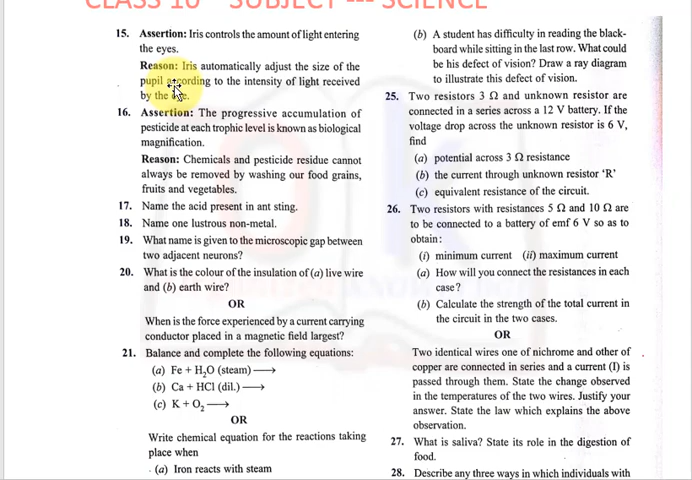 CLASS 10 SUBJECT --- SCIENCE
15. Assertion: Iris controls the amount of light entering
the eyes.
Reason: Iris automatically adjust the size of the
pupil according to the intensity of light received
by the
16. Assertion: The progressive accumulation of
pesticide at each trophic level is known as biological
magnification.
Reason: Chemicals and pesticide residue cannot
always be removed by washing our food grains,
fruits and vegetables.
17. Name the acid present in ant sting.
18. Name one lustrous non-metal.
19. What name is given to the microscopic gap between
two adjacent neurons?
20. What is the colour of the insulation of (a) live wire
and (b) earth wire?
OR
When is the force experienced by a current carrying
conductor placed in a magnetic field largest?
21. Balance and complete the following equations:
(a) Fe + H₂O (steam) ⟶
(b) Ca + HCl (dil.) ⟶
(c) K + O₂ ⟶
OR
Write chemical equation for the reactions taking
place when
(a) Iron reacts with steam
(b) A student has difficulty in reading the black-
board while sitting in the last row. What could
be his defect of vision? Draw a ray diagram
to illustrate this defect of vision.
25. Two resistors 3 Ω and unknown resistor are
connected in a series across a 12 V battery. If the
voltage drop across the unknown resistor is 6 V,
find
(a) potential across 3 Ω resistance
(b) the current through unknown resistor ‘R’
(c) equivalent resistance of the circuit.
26. Two resistors with resistances 5 Ω and 10 Ω are
to be connected to a battery of emf 6 V so as to
obtain:
(i) minimum current (ii) maximum current
(a) How will you connect the resistances in each
case?
(b) Calculate the strength of the total current in
the circuit in the two cases.
OR
Two identical wires one of nichrome and other of
copper are connected in series and a current (I) is
passed through them. State the change observed
in the temperatures of the two wires. Justify your
answer. State the law which explains the above
observation.
27. What is saliva? State its role in the digestion of
food.
28. Describe any three ways in which individuals with